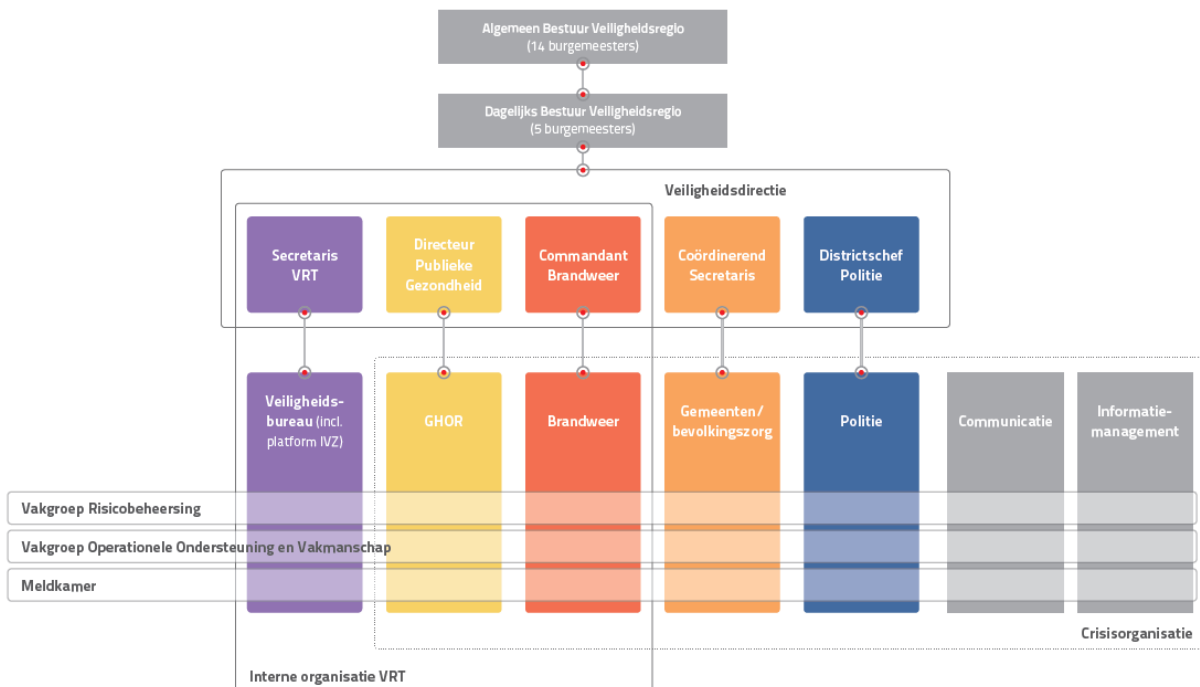 Algemeen Bestuur Veiligheidsregio
(14 burgemeesters)
Dagelijks Bestuur Veiligheidsregio
(5 burgemeesters)
Veiligheidsdirectie
Secretaris
VRT
Directeur
Publieke
Gezondheid
Commandant
Brandweer
Coördinerend
Secretaris
Districtschef
Politie
Veiligheids-
bureau (incl.
platform IVZ)
GHOR
Brandweer
Gemeenten/
bevolkingszorg
Politie
Communicatie
Informatie-
management
Vakgroep Risicobeheersing
Vakgroep Operationele Ondersteuning en Vakmanschap
Meldkamer
Crisisorganisatie
Interne organisatie VRT